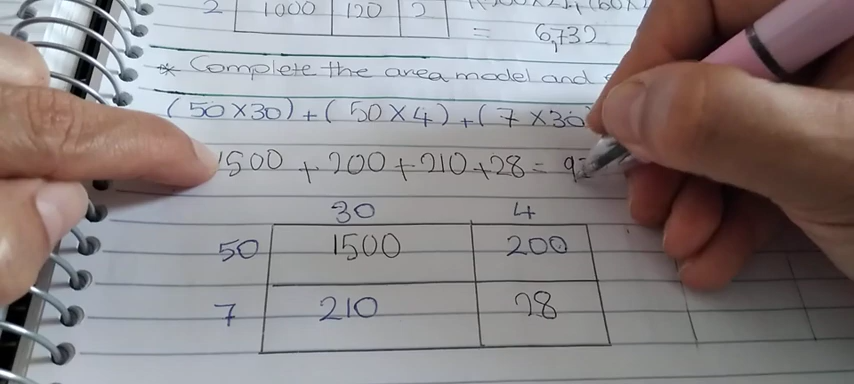 2 1000 120 2
= 6,732
* Complete the area model and
(50 X 30) + ( 50 X 4) + ( 7 X 30
1500 + 200 + 210 + 28 = 9
30 4
50 1500 200
7 210 28